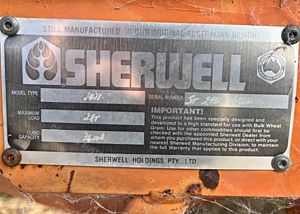 STILL MANUFACTURED TO OUR ORIGINAL AUSTRALIAN DESIGN
SHERWELL
MODEL TYPE
SERIAL NUMBER
MAXIMUM LOAD
IMPORTANT!
This product has been specially designed and
developed to a high standard for use with Bulk Wheat
Grain. For use of other commodities should first be
checked with the appointed Sherwell Dealer from
whom you purchased this product, or direct your
nearest Sherwell Manufacturing Division, to maintain
the full Warranty that applies to this product.
CUBIC CAPACITY
SHERWELL HOLDINGS PTY. LTD.